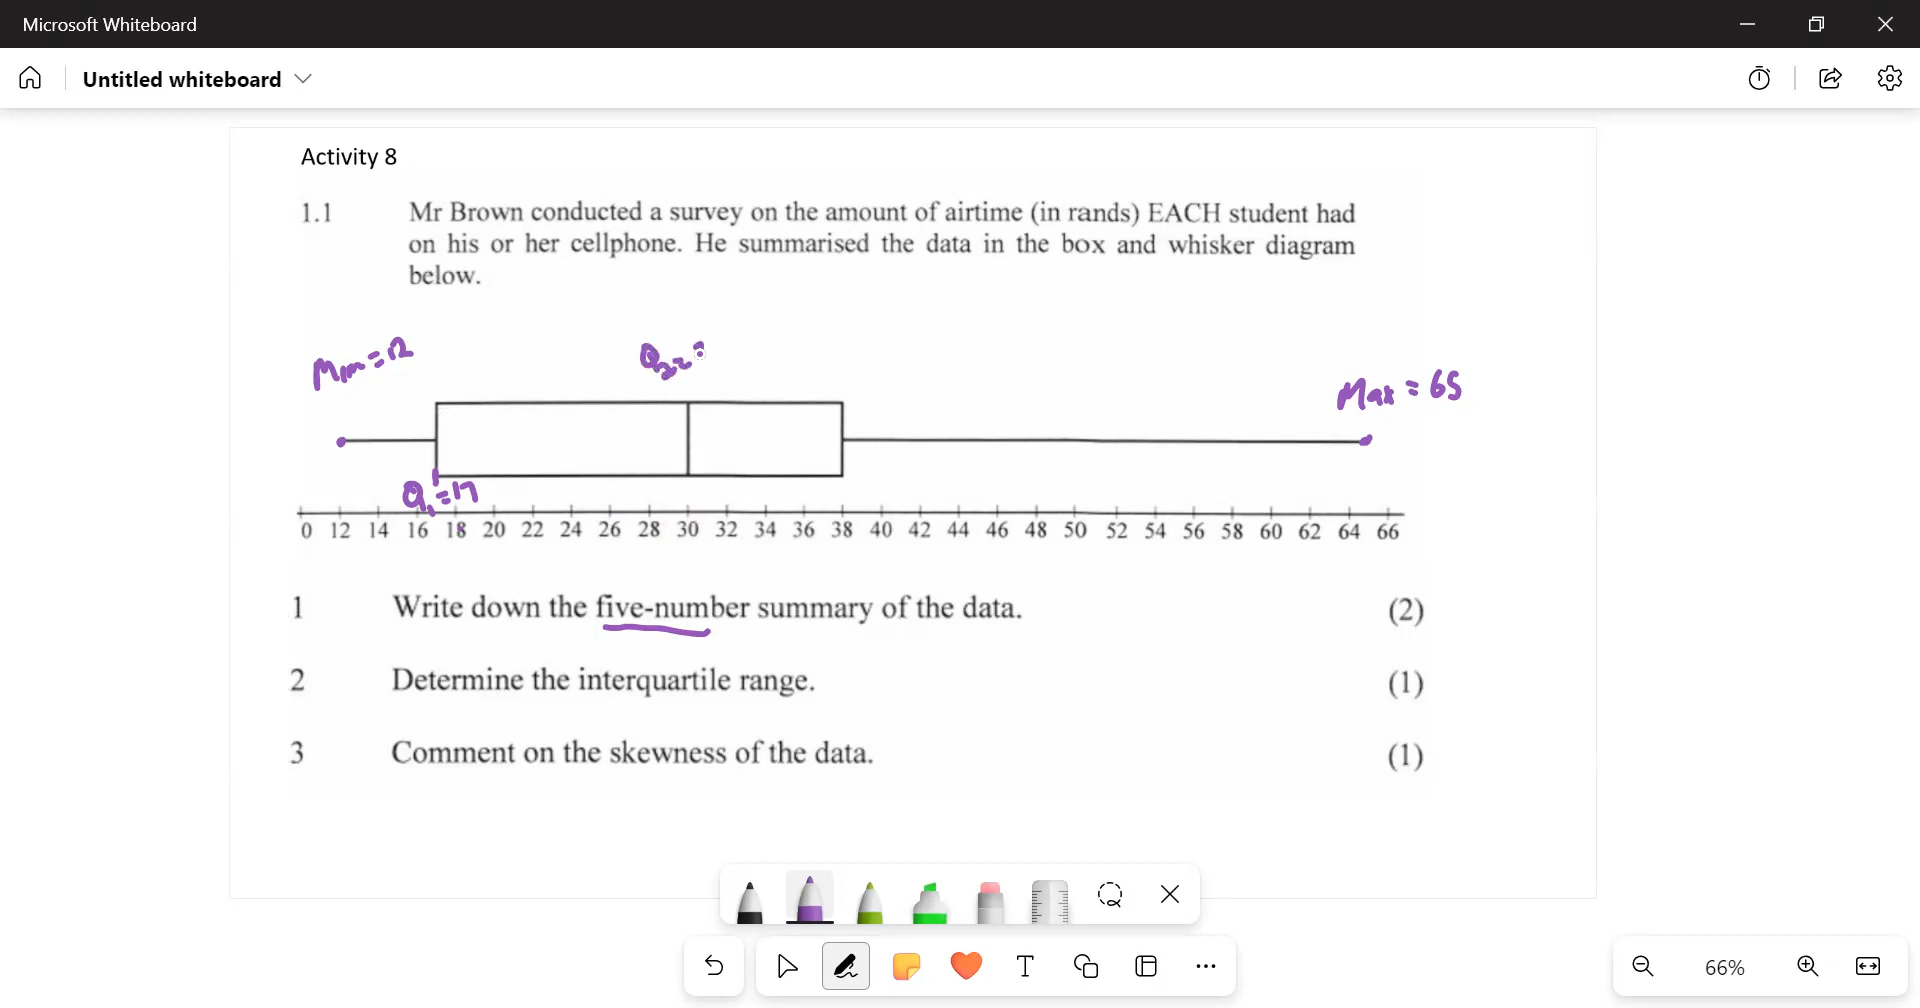 Microsoft Whiteboard
Untitled whiteboard
Activity 8
1.1 Mr Brown conducted a survey on the amount of airtime (in rands) EACH student had
on his or her cellphone. He summarised the data in the box and whisker diagram
below.
Min = 12
Q2 =
Max = 65
Q1 = 17
0 12 14 16 18 20 22 24 26 28 30 32 34 36 38 40 42 44 46 48 50 52 54 56 58 60 62 64 66
1 Write down the five-number summary of the data. (2)
2 Determine the interquartile range. (1)
3 Comment on the skewness of the data. (1)
66%